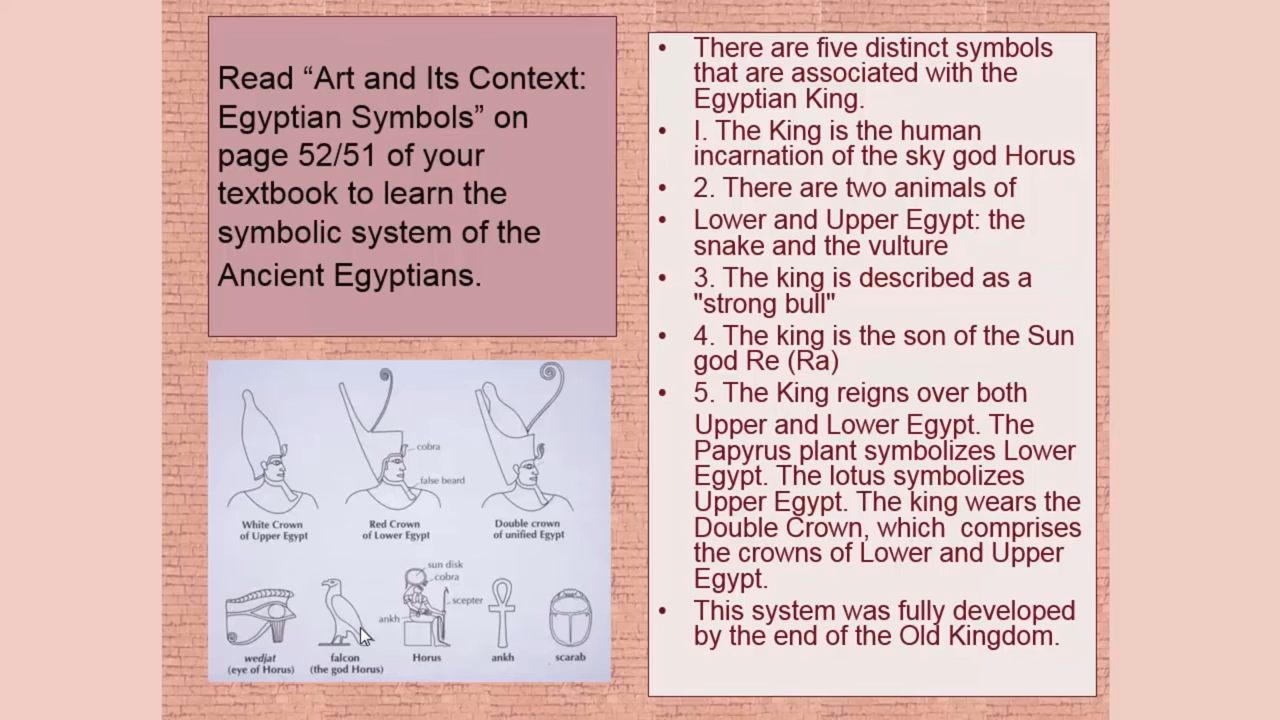 Read “Art and Its Context:
Egyptian Symbols” on
page 52/51 of your
textbook to learn the
symbolic system of the
Ancient Egyptians.
• There are five distinct symbols
that are associated with the
Egyptian King.
• I. The King is the human
incarnation of the sky god Horus
• 2. There are two animals of
• Lower and Upper Egypt: the
snake and the vulture
• 3. The king is described as a
"strong bull"
• 4. The king is the son of the Sun
god Re (Ra)
• 5. The King reigns over both
Upper and Lower Egypt. The
Papyrus plant symbolizes Lower
Egypt. The lotus symbolizes
Upper Egypt. The king wears the
Double Crown, which comprises
the crowns of Lower and Upper
Egypt.
• This system was fully developed
by the end of the Old Kingdom.
cobra
false beard
White Crown
of Upper Egypt
Red Crown
of Lower Egypt
Double crown
of unified Egypt
sun disk
cobra
scepter
ankh
wedjat
(eye of Horus)
falcon
(the god Horus)
Horus
ankh
scarab